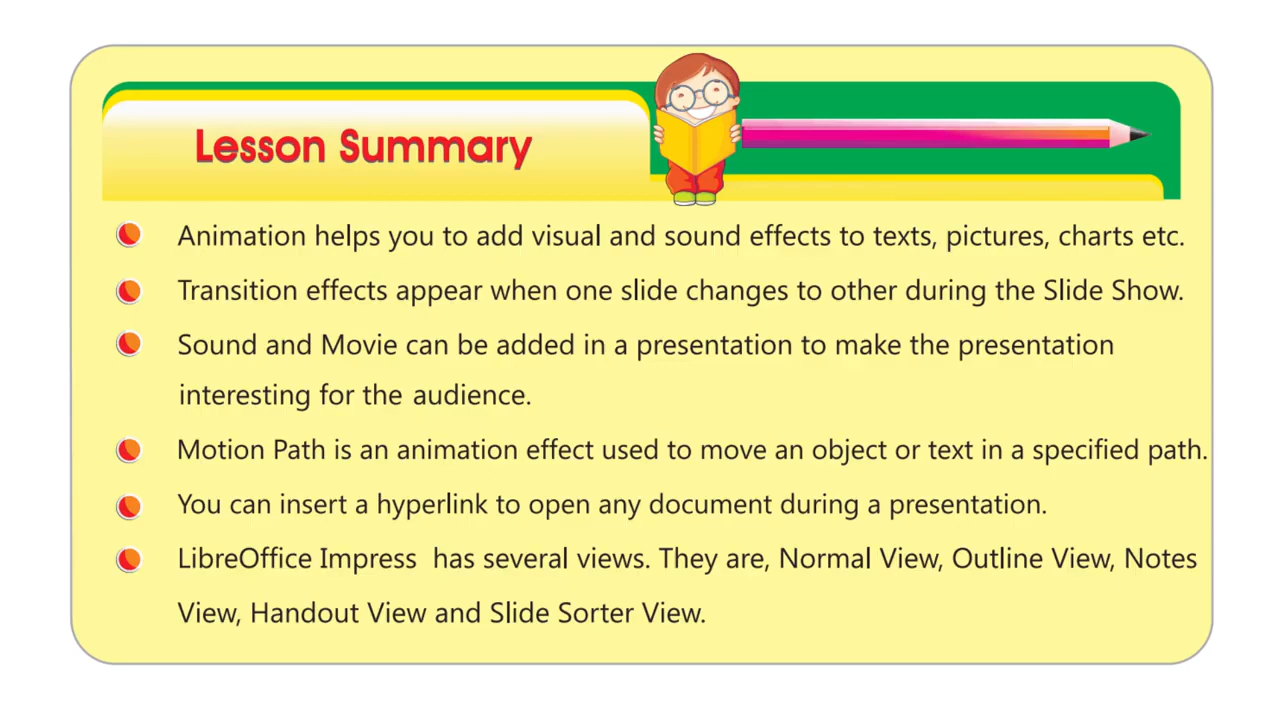 Lesson Summary
Animation helps you to add visual and sound effects to texts, pictures, charts etc.
Transition effects appear when one slide changes to other during the Slide Show.
Sound and Movie can be added in a presentation to make the presentation
interesting for the audience.
Motion Path is an animation effect used to move an object or text in a specified path.
You can insert a hyperlink to open any document during a presentation.
LibreOffice Impress has several views. They are, Normal View, Outline View, Notes
View, Handout View and Slide Sorter View.